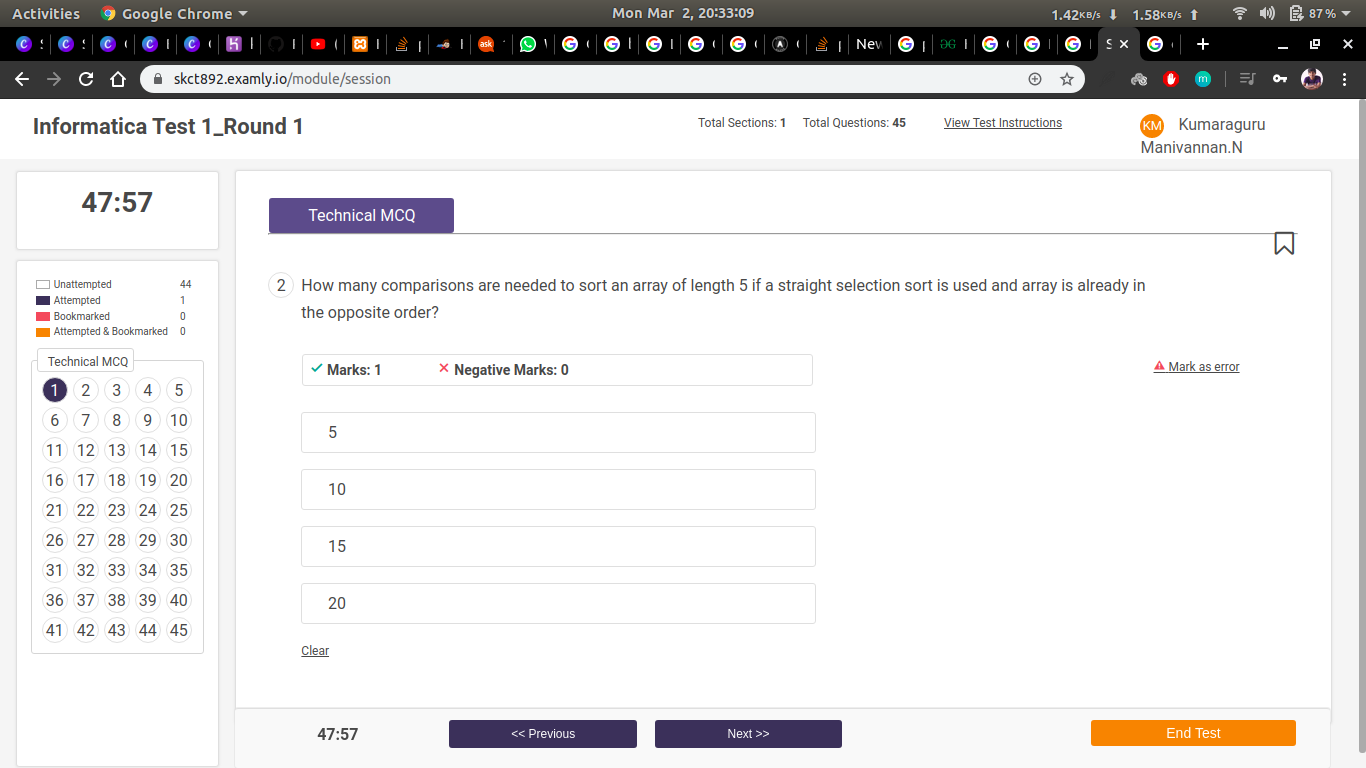 Activities Google Chrome Mon Mar 2, 20:33:09 1.42KB/s 1.58KB/s 87%
skct892.examly.io/module/session
Informatica Test 1_Round 1
Total Sections: 1 Total Questions: 45 View Test Instructions
KM Kumaraguru
Manivannan.N
47:57
Unattempted 44
Attempted 1
Bookmarked 0
Attempted & Bookmarked 0
Technical MCQ
1 2 3 4 5
6 7 8 9 10
11 12 13 14 15
16 17 18 19 20
21 22 23 24 25
26 27 28 29 30
31 32 33 34 35
36 37 38 39 40
41 42 43 44 45
Technical MCQ
2 How many comparisons are needed to sort an array of length 5 if a straight selection sort is used and array is already in
the opposite order?
Marks: 1 Negative Marks: 0
Mark as error
5
10
15
20
Clear
47:57 << Previous Next >> End Test